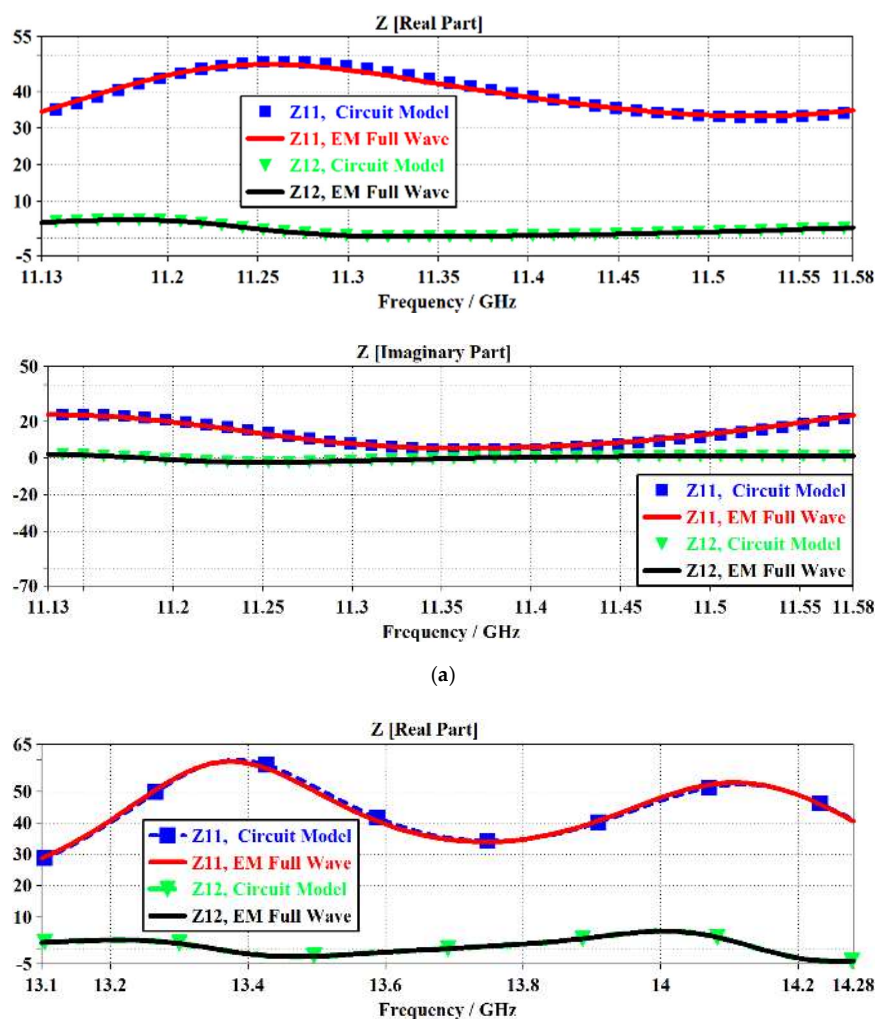 Z [Real Part]
55
40
30
10
-5
Z11, Circuit Model
Z11, EM Full Wave
Z12, Circuit Model
Z12, EM Full Wave
11.13 11.2 11.25 11.3 11.35 11.4 11.45 11.5 11.55 11.58
Frequency / GHz
Z [Imaginary Part]
50
20
0
-20
-40
-70
Z11, Circuit Model
Z11, EM Full Wave
Z12, Circuit Model
Z12, EM Full Wave
11.13 11.2 11.25 11.3 11.35 11.4 11.45 11.5 11.55 11.58
Frequency / GHz
(a)
Z [Real Part]
65
50
40
30
10
-5
Z11, Circuit Model
Z11, EM Full Wave
Z12, Circuit Model
Z12, EM Full Wave
13.1 13.2 13.4 13.6 13.8 14 14.2 14.28
Frequency / GHz